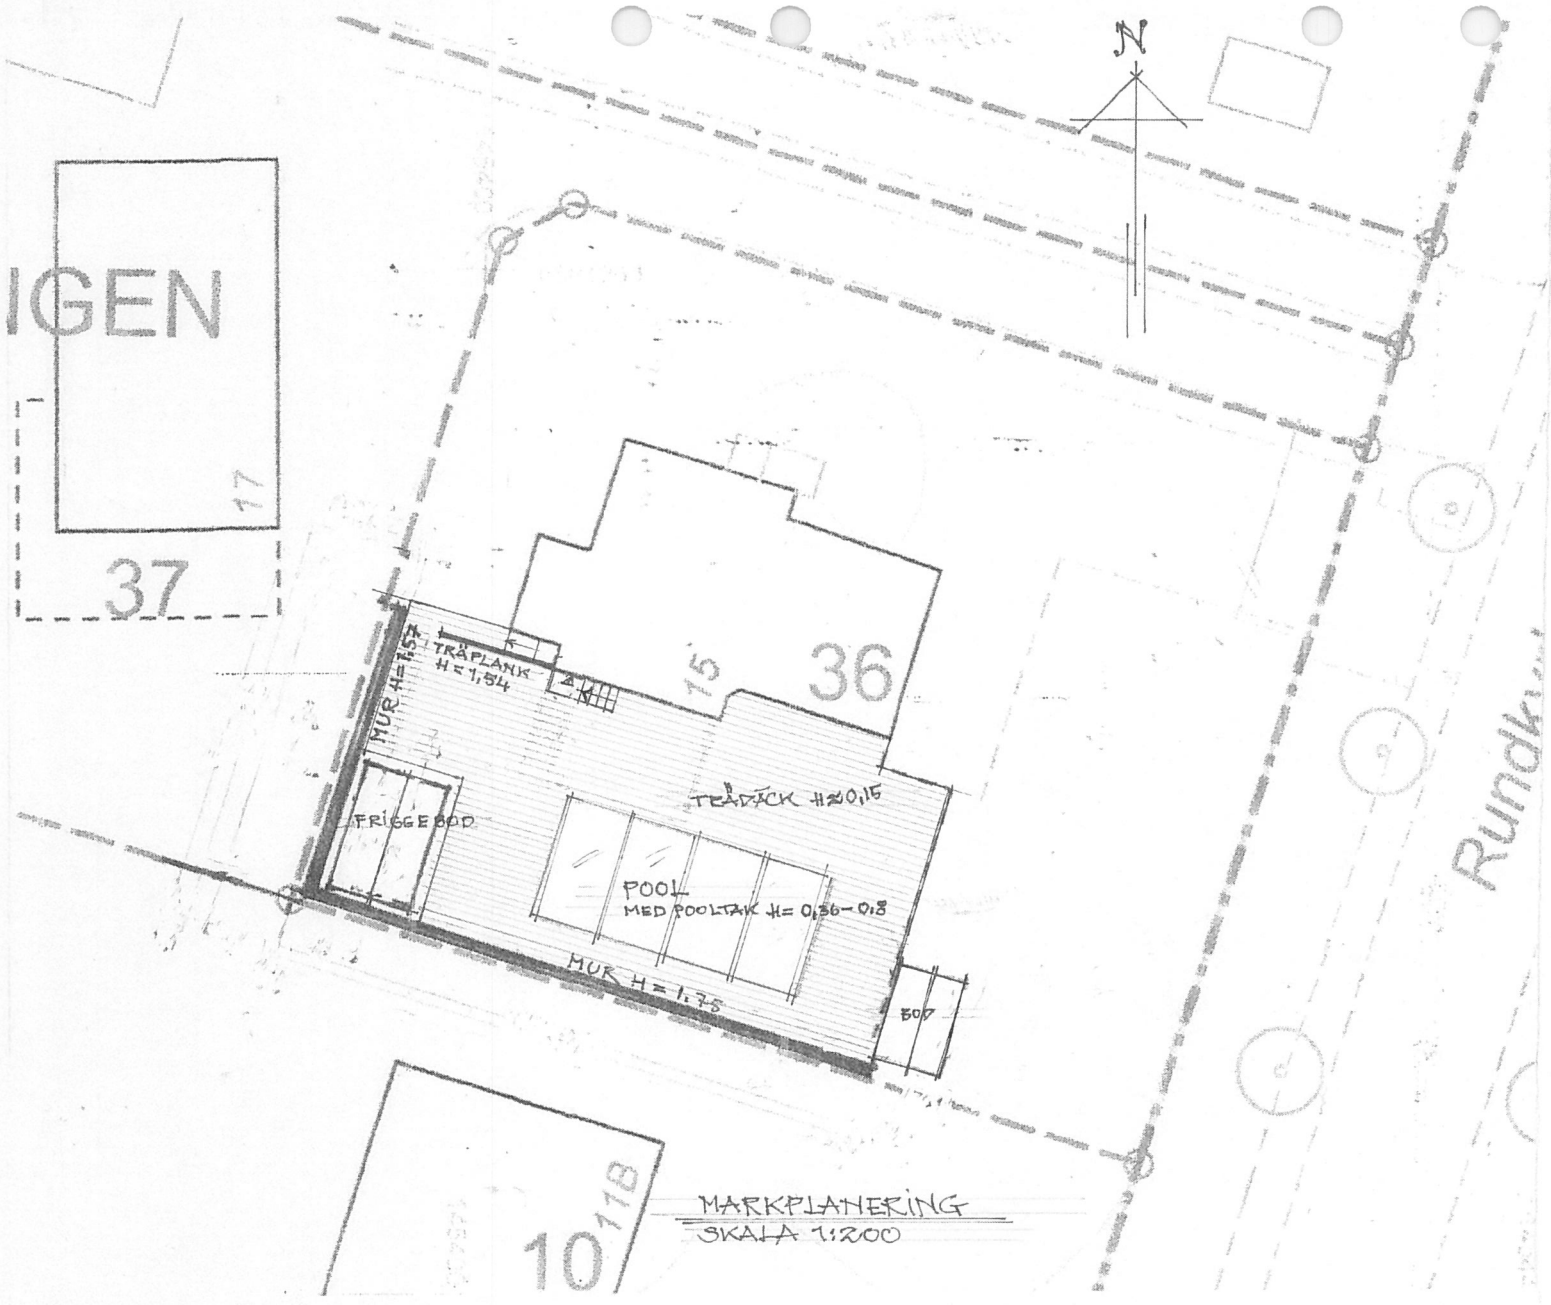 N
IGEN
17
37
MUR H=1,57
TRÄPLANK
H=1,54
15
36
TRÄDÄCK H≈0,15
FRIGGEBOD
POOL
MED POOLTAK H= 0,36-0,8
MUR H=1.75
BOD
Rundkyr
11B
10
MARKPLANERING
SKALA 1:200